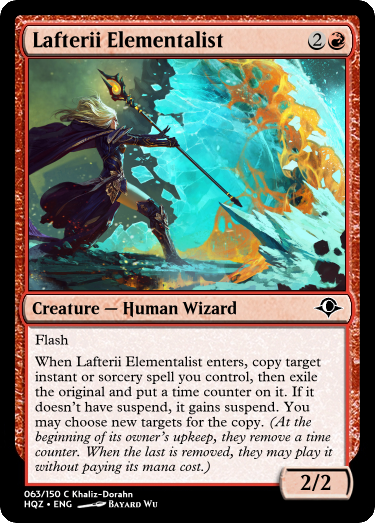 Lafterii Elementalist 2
Creature — Human Wizard
Flash
When Lafterii Elementalist enters, copy target
instant or sorcery spell you control, then exile
the original and put a time counter on it. If it
doesn't have suspend, it gains suspend. You
may choose new targets for the copy. (At the
beginning of its owner's upkeep, they remove a time
counter. When the last is removed, they may play it
without paying its mana cost.)
2/2
063/150 C Khaliz-Dorahn
HQZ • ENG Bayard Wu